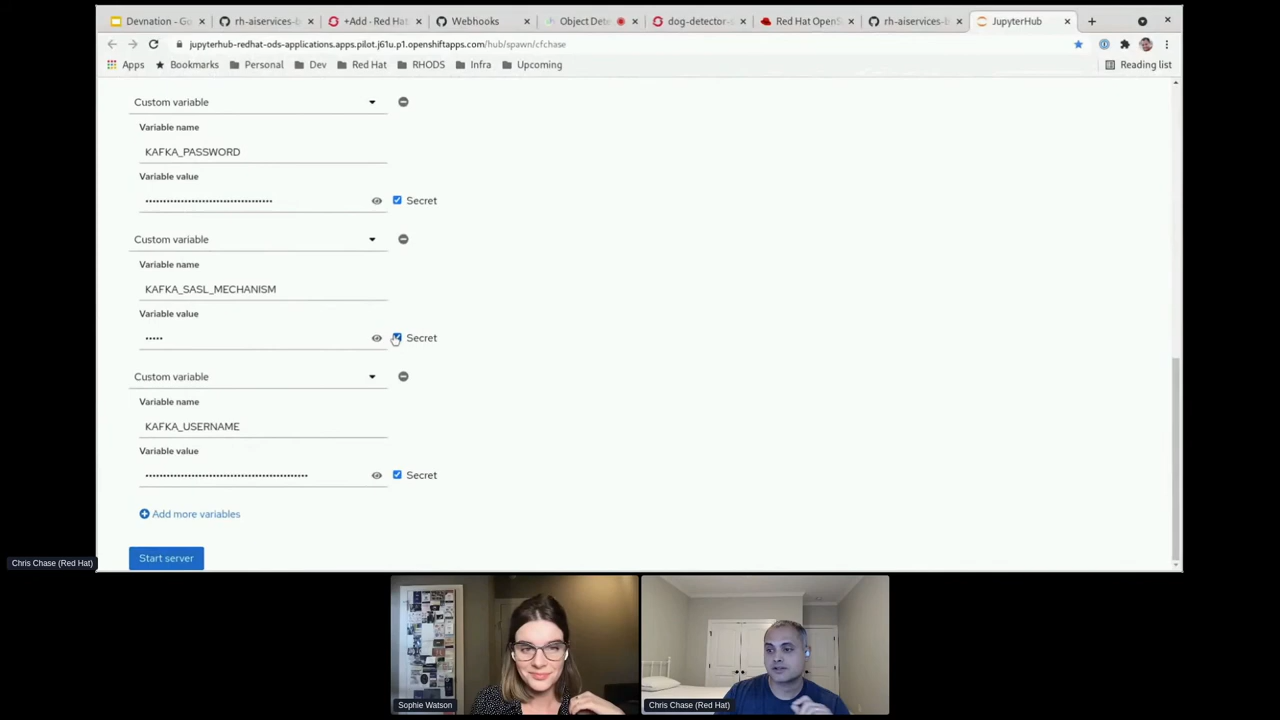 Devnation - Go
rh-aiservices-b
+Add · Red Hat
Webhooks
Object Dete
dog-detector-s
Red Hat OpenS
rh-aiservices-b
JupyterHub
jupyterhub-redhat-ods-applications.apps.pilot.j61u.p1.openshiftapps.com/hub/spawn/cfchase
Apps Bookmarks Personal Dev Red Hat RHODS Infra Upcoming Reading list
Custom variable
Variable name
KAFKA_PASSWORD
Variable value
Secret
Custom variable
Variable name
KAFKA_SASL_MECHANISM
Variable value
Secret
Custom variable
Variable name
KAFKA_USERNAME
Variable value
Secret
Add more variables
Start server
Chris Chase (Red Hat)
Sophie Watson
Chris Chase (Red Hat)